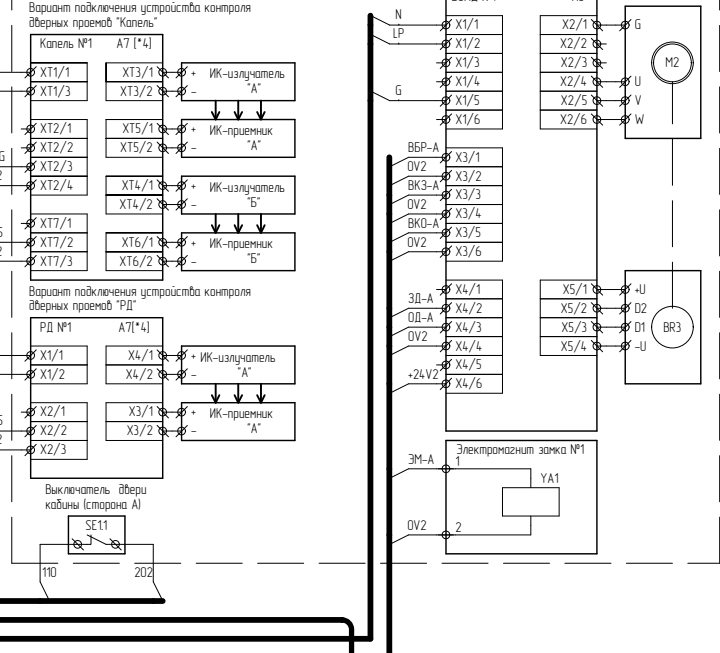 Вариант подключения устройства контроля
дверных проемов "Капель"
Капель №1 А7 [*4]
XT1/1 XT3/1 +
XT1/3 XT3/2 –
ИК-излучатель
"А"
XT2/1 XT5/1 +
XT2/2 XT5/2 –
XT2/3
XT2/4
ИК-приемник
"А"
XT4/1
XT4/2 –
ИК-излучатель
"Б"
XT7/1
XT7/2 XT6/1 +
XT7/3 XT6/2 –
ИК-приемник
"Б"
Вариант подключения устройства контроля
дверных проемов "РД"
РД №1 А7[*4]
X1/1 X4/1 +
X1/2 X4/2 –
ИК-излучатель
"А"
X2/1 X3/1 +
X2/2 X3/2 –
X2/3
ИК-приемник
"А"
Выключатель двери
кабины (сторона А)
SE1.1
110 202
N X1/1 X2/1 G
LP X1/2 X2/2
X1/3 X2/3
X1/4 X2/4 U
G X1/5 X2/5 V
X1/6 X2/6 W
M2
ВБР-А X3/1
0V2 X3/2
ВКЗ-А X3/3
0V2 X3/4
ВКО-А X3/5
0V2 X3/6
X4/1 X5/1 +U
ЗД-А X4/2 X5/2 D2
ОД-А X4/3 X5/3 D1
0V2 X4/4 X5/4 –U
X4/5
+24V2 X4/6
BR3
Электромагнит замка №1
ЭМ-А 1
YA1
0V2 2